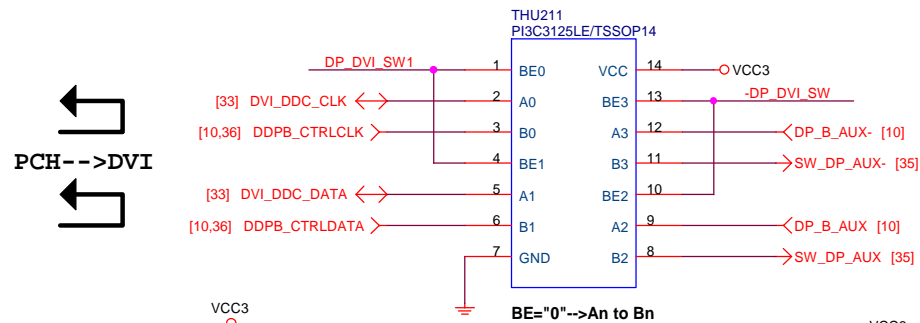 THU211
PI3C3125LE/TSSOP14
DP_DVI_SW1 1 BE0 VCC 14 VCC3
[33] DVI_DDC_CLK 2 A0 BE3 13 -DP_DVI_SW
[10,36] DDPB_CTRLCLK 3 B0 A3 12 DP_B_AUX- [10]
PCH-->DVI 4 BE1 B3 11 SW_DP_AUX- [35]
[33] DVI_DDC_DATA 5 A1 BE2 10
[10,36] DDPB_CTRLDATA 6 B1 A2 9 DP_B_AUX [10]
7 GND B2 8 SW_DP_AUX [35]
VCC3 BE="0"-->An to Bn